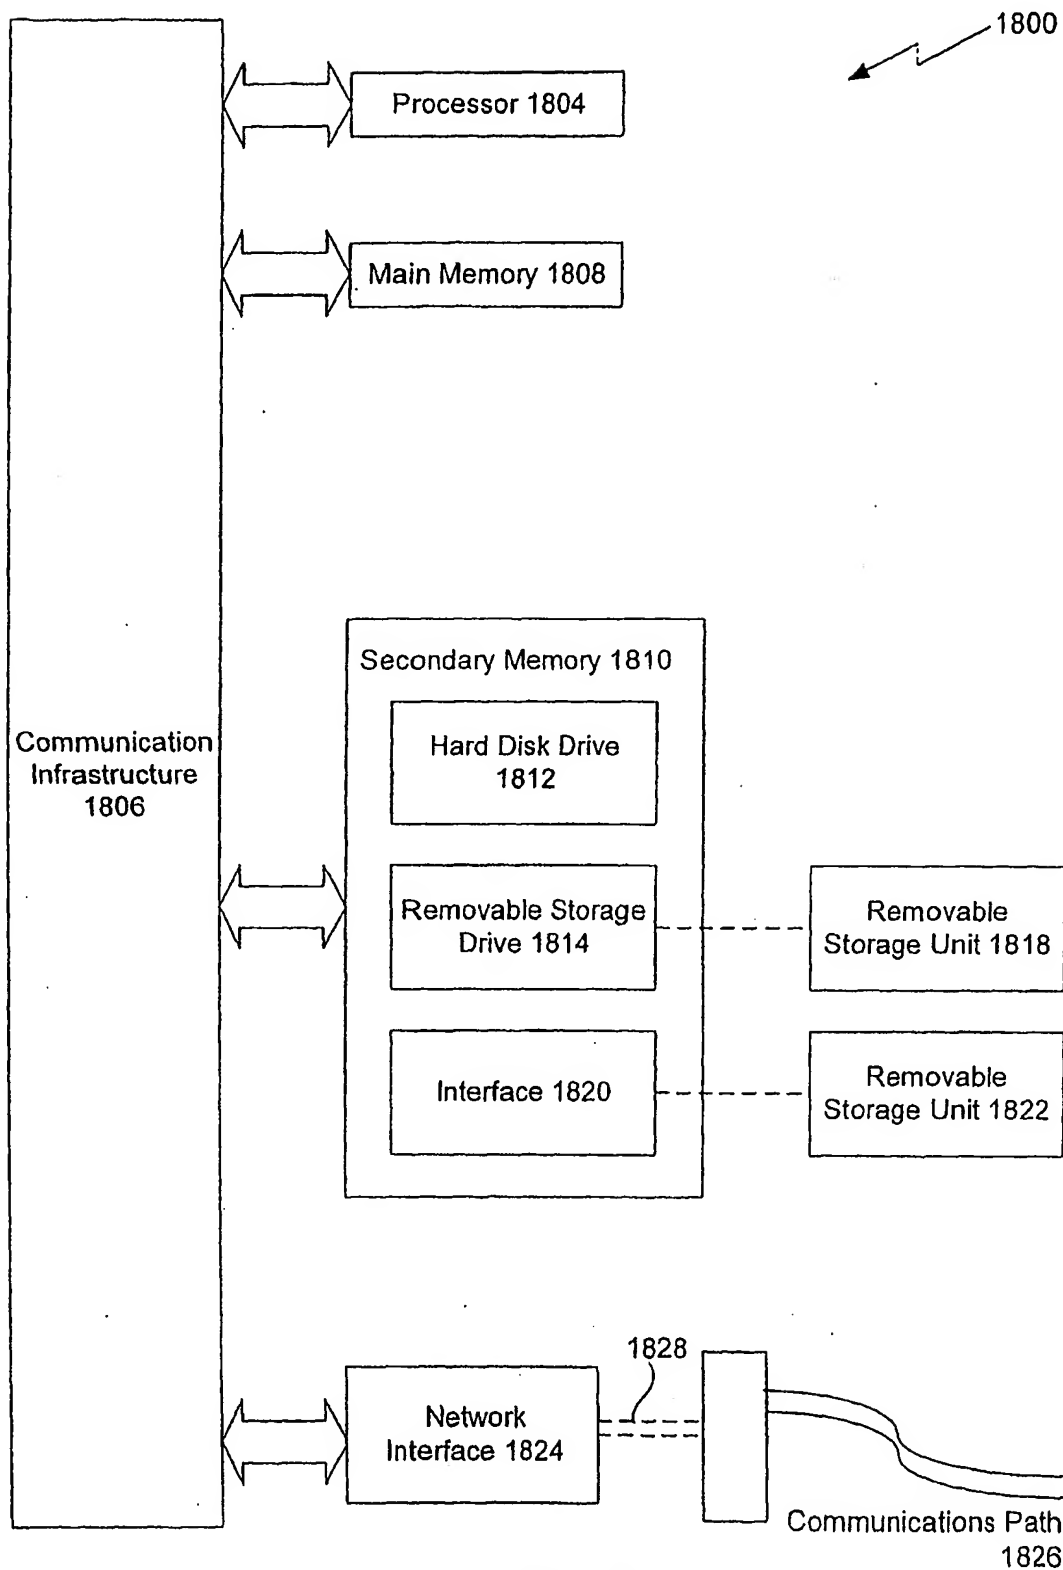 1800
Processor 1804
Main Memory 1808
Secondary Memory 1810
Hard Disk Drive
1812
Communication
Infrastructure
1806
Removable Storage
Drive 1814
Removable
Storage Unit 1818
Interface 1820
Removable
Storage Unit 1822
1828
Network
Interface 1824
Communications Path
1826